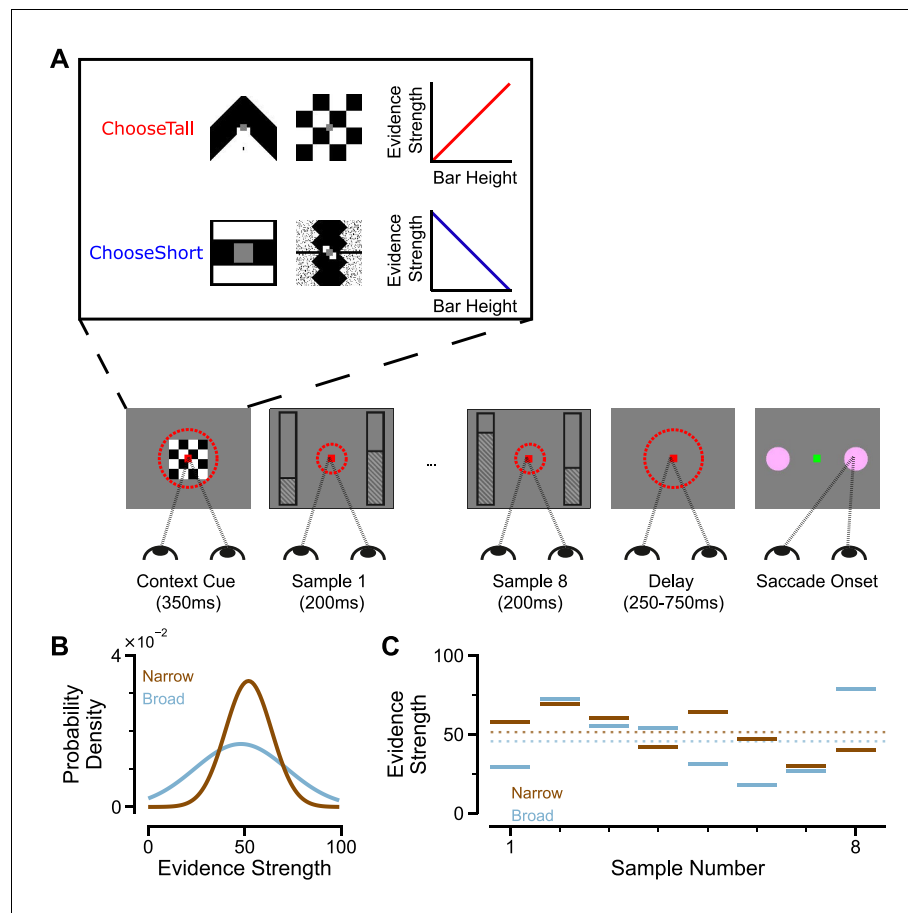 A
ChooseTall
Evidence
Strength
Bar Height
ChooseShort
Evidence
Strength
Bar Height
...
Context Cue
(350ms)
Sample 1
(200ms)
Sample 8
(200ms)
Delay
(250-750ms)
Saccade Onset
B
×10⁻²
4
Narrow
Broad
Probability
Density
0
0
50
100
Evidence Strength
C
100
Evidence
Strength
50
0
Narrow
Broad
1
8
Sample Number